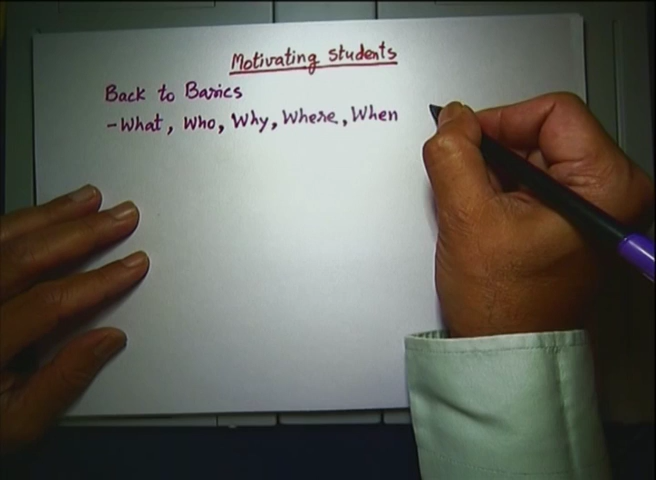 Motivating students
Back to Basics
- What, Who, Why, Where, When